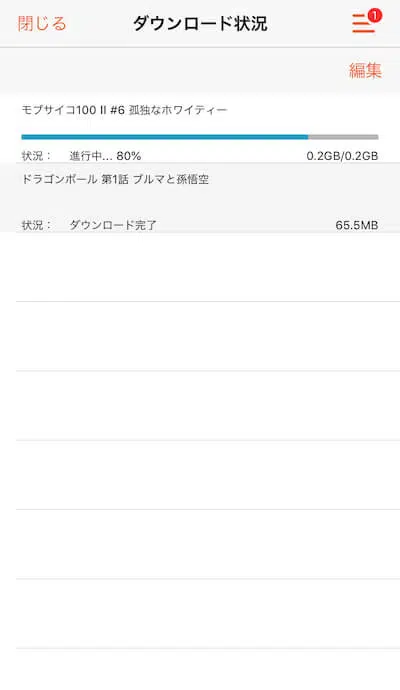 閉じる ダウンロード状況 1
編集
モブサイコ100 II #6 孤独なホワイティー
状況： 進行中... 80% 0.2GB/0.2GB
ドラゴンボール 第1話 ブルマと孫悟空
状況： ダウンロード完了 65.5MB